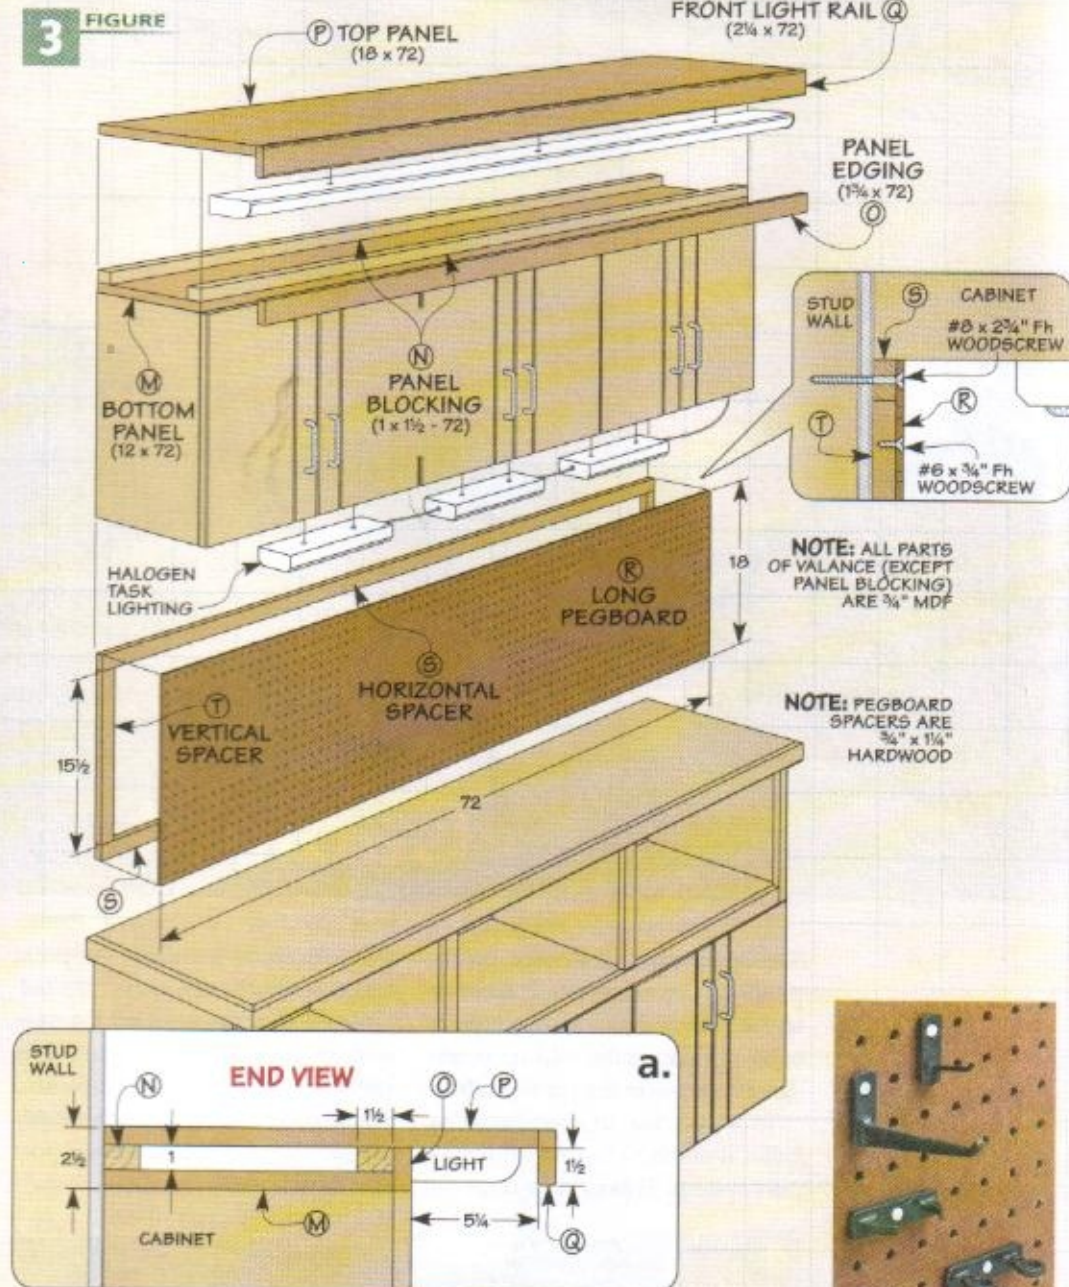 3 FIGURE
Ⓟ TOP PANEL
(18 x 72)
FRONT LIGHT RAIL Ⓠ
(2¼ x 72)
PANEL
EDGING
(1¾ x 72)
Ⓞ
Ⓜ
BOTTOM
PANEL
(12 x 72)
Ⓝ
PANEL
BLOCKING
(1 x 1½ - 72)
STUD
WALL
Ⓢ
CABINET
#8 x 2¾" Fh
WOODSCREW
Ⓡ
Ⓣ
#6 x ¾" Fh
WOODSCREW
HALOGEN
TASK
LIGHTING
18
NOTE: ALL PARTS
OF VALANCE (EXCEPT
PANEL BLOCKING)
ARE ¾" MDF
Ⓡ
LONG
PEGBOARD
Ⓢ
HORIZONTAL
SPACER
Ⓣ
VERTICAL
SPACER
15½
NOTE: PEGBOARD
SPACERS ARE
¾" x 1¼"
HARDWOOD
72
Ⓢ
STUD
WALL
END VIEW
a.
Ⓝ
Ⓞ
Ⓟ
1½
2½
1
LIGHT
1½
5¼
Ⓜ
Ⓠ
CABINET